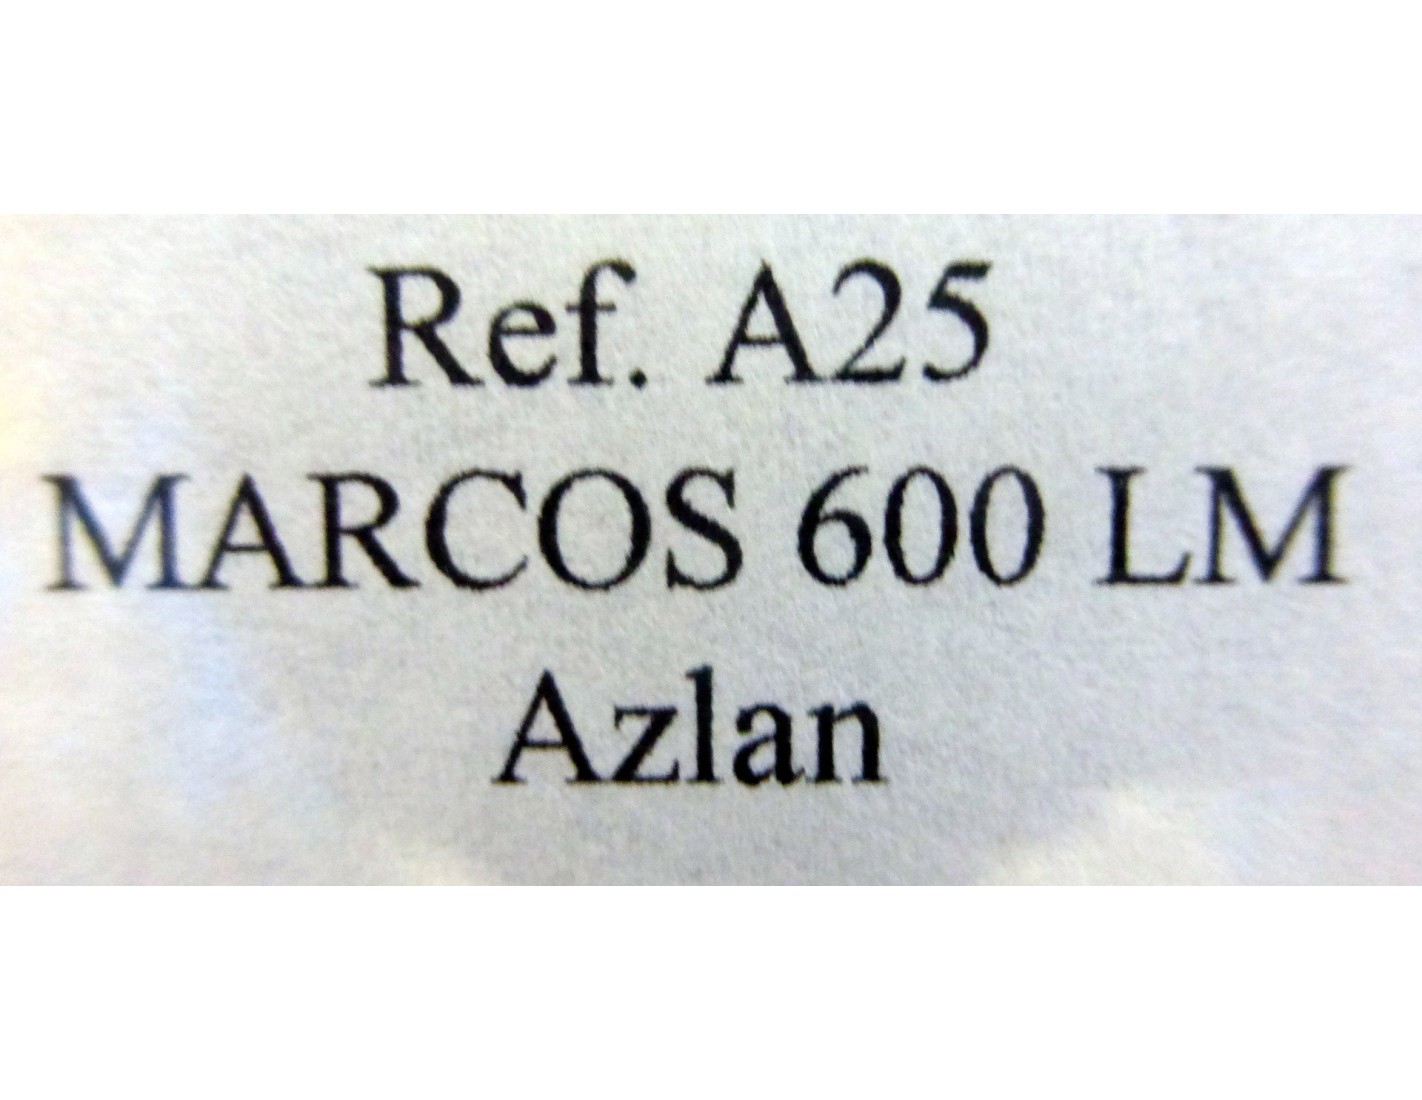 Ref. A25
MARCOS 600 LM
Azlan